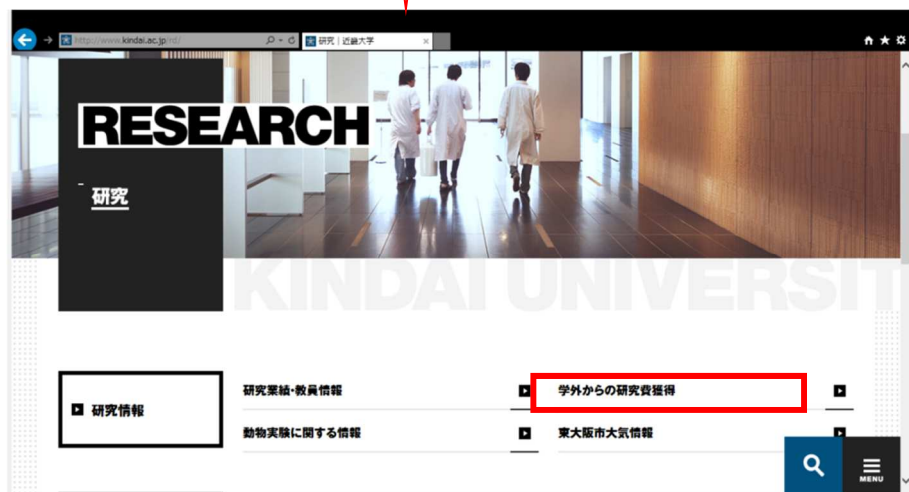 http://www.kindai.ac.jp/rd/
研究 | 近畿大学
RESEARCH
研究
KINDAI UNIVERSIT
研究情報
研究業績・教員情報
学外からの研究費獲得
動物実験に関する情報
東大阪市大気情報
MENU